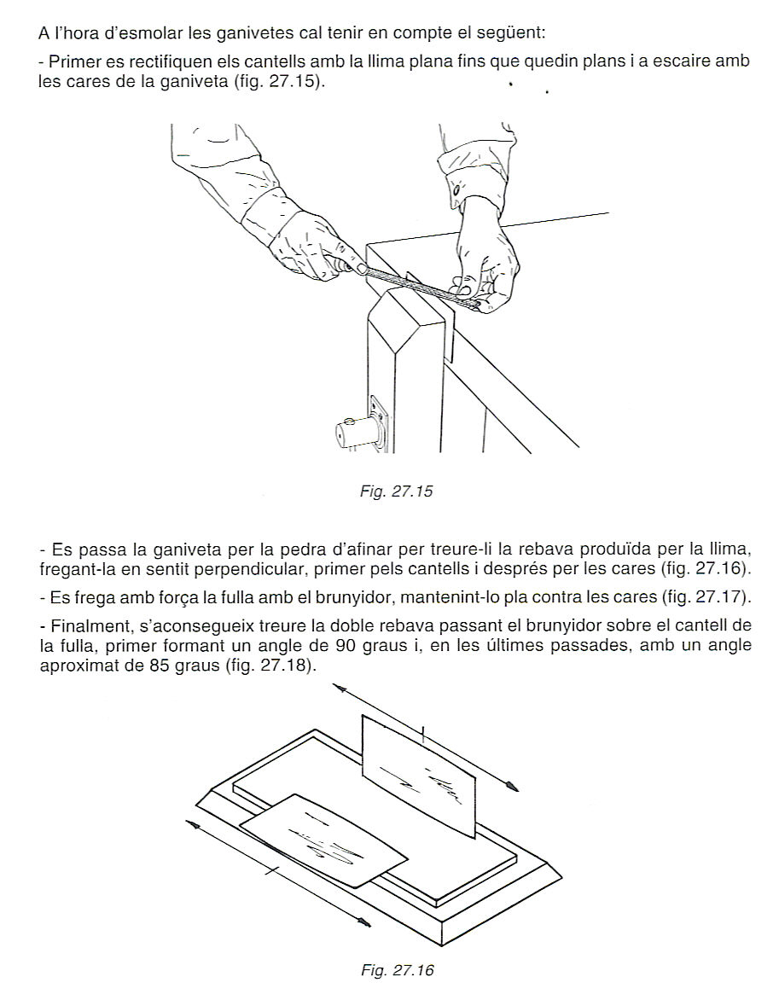 A l'hora d'esmolar les ganivetes cal tenir en compte el següent:
- Primer es rectifiquen els cantells amb la llima plana fins que quedin plans i a escaire amb
les cares de la ganiveta (fig. 27.15).
Fig. 27.15
- Es passa la ganiveta per la pedra d'afinar per treure-li la rebava produïda per la llima,
fregant-la en sentit perpendicular, primer pels cantells i després per les cares (fig. 27.16).
- Es frega amb força la fulla amb el brunyidor, mantenint-lo pla contra les cares (fig. 27.17).
- Finalment, s'aconsegueix treure la doble rebava passant el brunyidor sobre el cantell de
la fulla, primer formant un angle de 90 graus i, en les últimes passades, amb un angle
aproximat de 85 graus (fig. 27.18).
Fig. 27.16